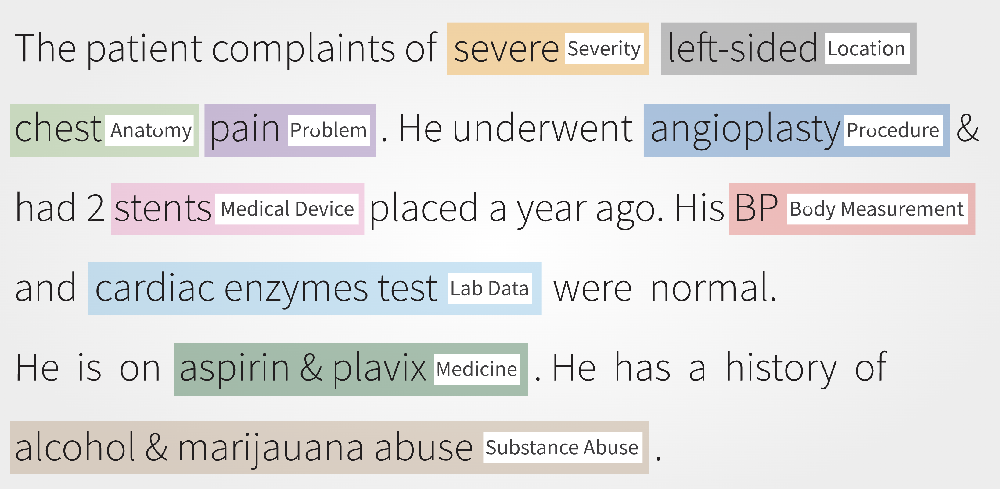 The patient complaints of severe Severity left-sided Location
chest Anatomy pain Problem . He underwent angioplasty Procedure &
had 2 stents Medical Device placed a year ago. His BP Body Measurement
and cardiac enzymes test Lab Data were normal.
He is on aspirin & plavix Medicine . He has a history of
alcohol & marijauana abuse Substance Abuse .